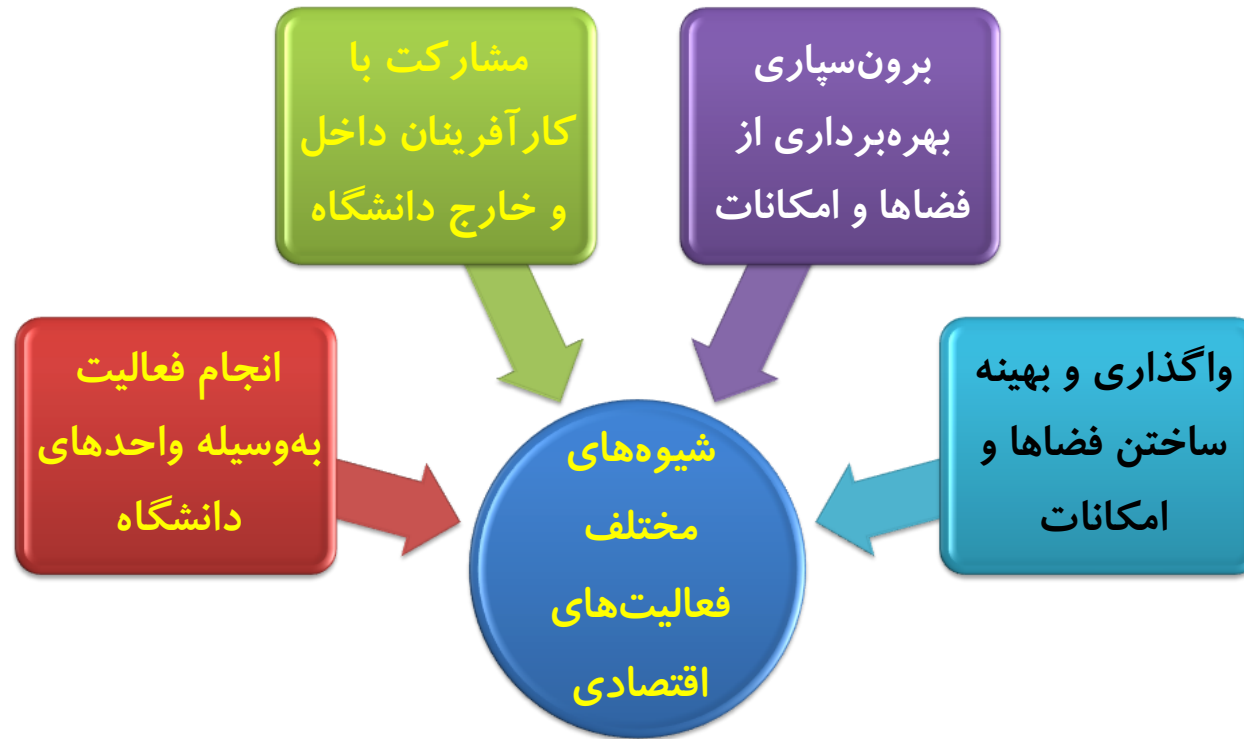 برون‌سپاری
بهره‌برداری از
فضاها و امکانات
مشارکت با
کارآفرینان داخل
و خارج دانشگاه
واگذاری و بهینه
ساختن فضاها و
امکانات
انجام فعالیت
به‌وسیله واحدهای
دانشگاه
شیوه‌های
مختلف
فعالیت‌های
اقتصادی